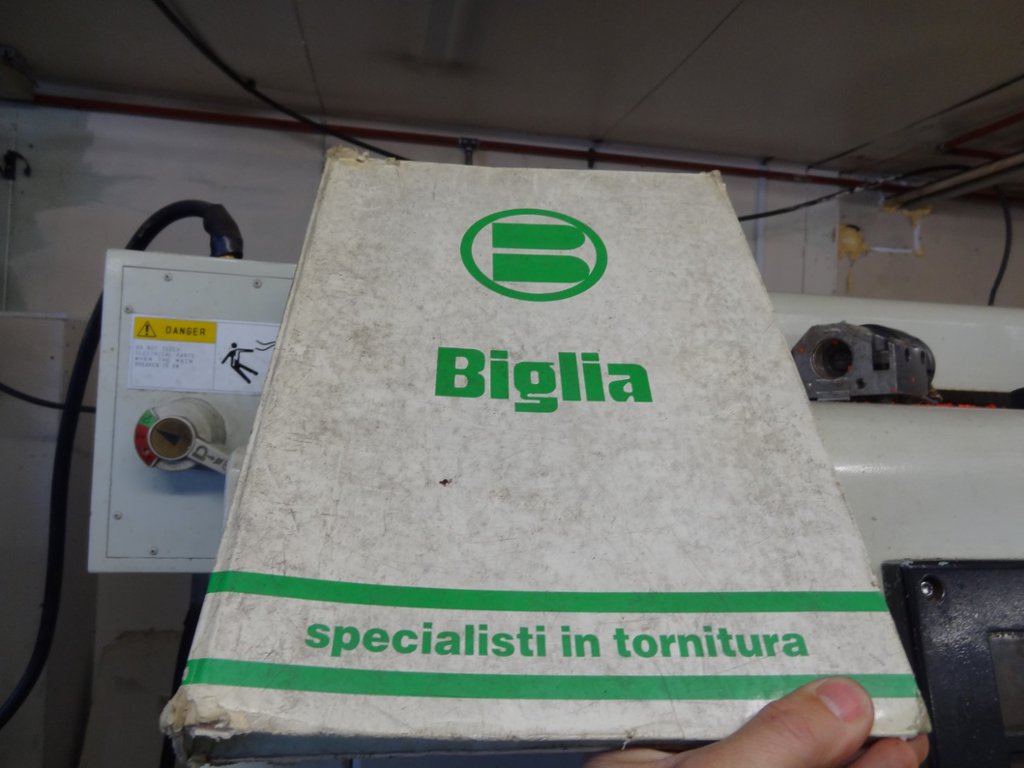 Biglia
specialisti in tornitura
DANGER